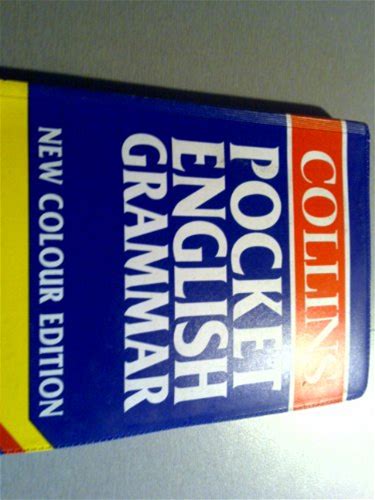 COLLINS
POCKET
ENGLISH
GRAMMAR
NEW COLOUR EDITION